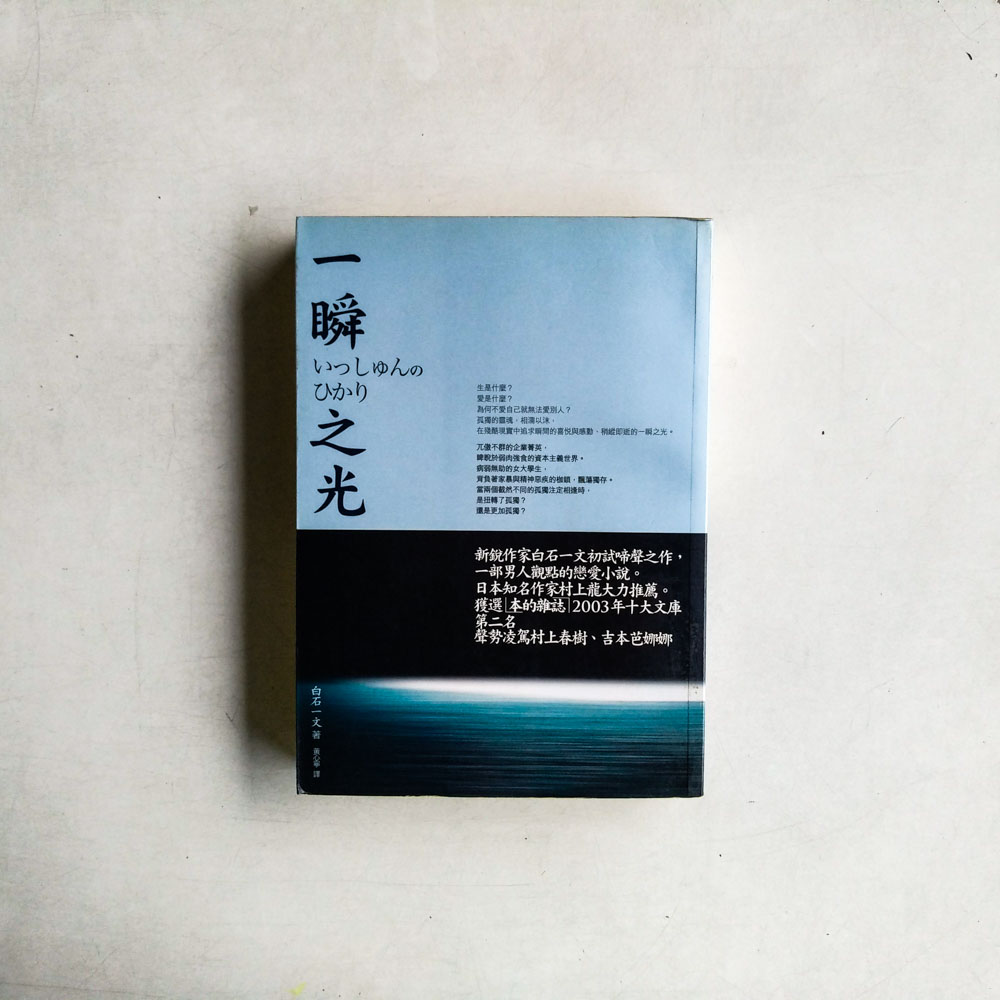 一瞬
いっしゅんの
ひかり
之光
生是什麼？
愛是什麼？
為何不愛自己就無法愛別人？
孤獨的靈魂，相濡以沫，
在殘酷現實中追求瞬間的喜悅與感動、稍縱即逝的一瞬之光。
兀傲不群的企業菁英，
睥睨於弱肉強食的資本主義世界。
病弱無助的女大學生，
背負著家暴與精神惡疾的枷鎖，飄蕩獨存。
當兩個截然不同的孤獨注定相逢時，
是扭轉了孤獨？
還是更加孤獨？
新銳作家白石一文初試啼聲之作，
一部男人觀點的戀愛小說。
日本知名作家村上龍大力推薦。
獲選「本的雜誌」2003年十大文庫
第二名
聲勢凌駕村上春樹、吉本芭娜娜
白石一文 著
黃心寧 譯